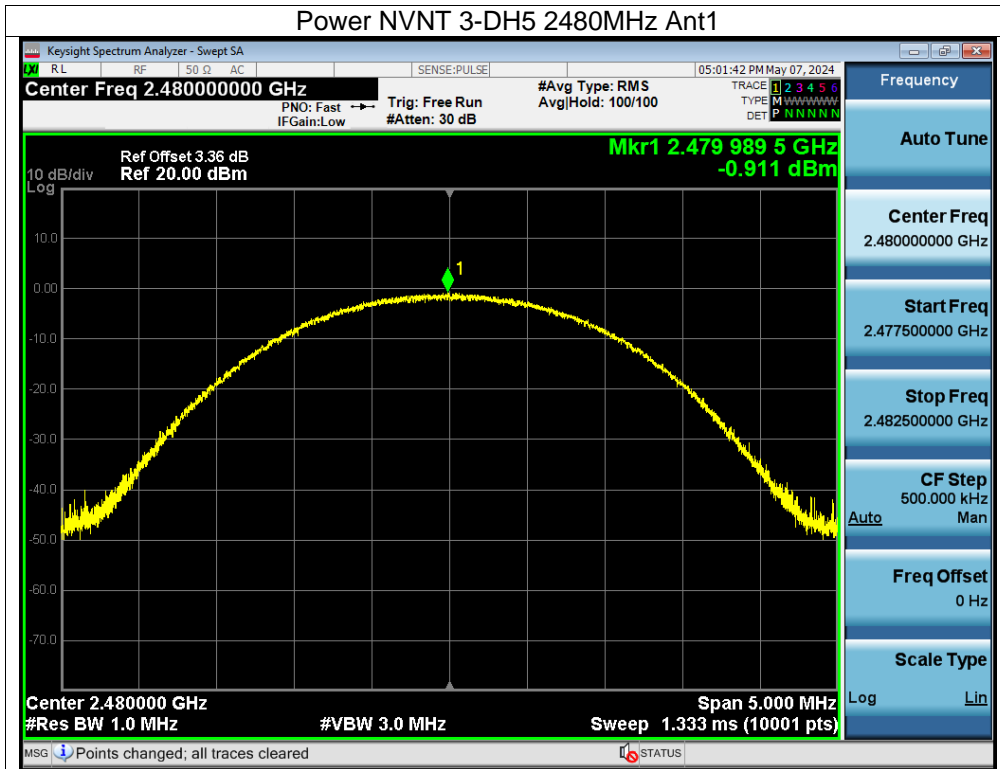 Power NVNT 3-DH5 2480MHz Ant1
Keysight Spectrum Analyzer - Swept SA
LXI RL RF 50 Ω AC SENSE:PULSE 05:01:42 PM May 07, 2024
Center Freq 2.480000000 GHz #Avg Type: RMS TRACE 1 2 3 4 5 6
PNO: Fast Trig: Free Run Avg|Hold: 100/100 TYPE M WWWWW
IFGain:Low #Atten: 30 dB DET P N N N N N
Mkr1 2.479 989 5 GHz
-0.911 dBm
Ref Offset 3.36 dB
10 dB/div Ref 20.00 dBm
Log
10.0
0.00
-10.0
-20.0
-30.0
-40.0
-50.0
-60.0
-70.0
1
Center 2.480000 GHz Span 5.000 MHz
#Res BW 1.0 MHz #VBW 3.0 MHz Sweep 1.333 ms (10001 pts)
MSG Points changed; all traces cleared STATUS
Frequency
Auto Tune
Center Freq
2.480000000 GHz
Start Freq
2.477500000 GHz
Stop Freq
2.482500000 GHz
CF Step
500.000 kHz
Auto Man
Freq Offset
0 Hz
Scale Type
Log Lin